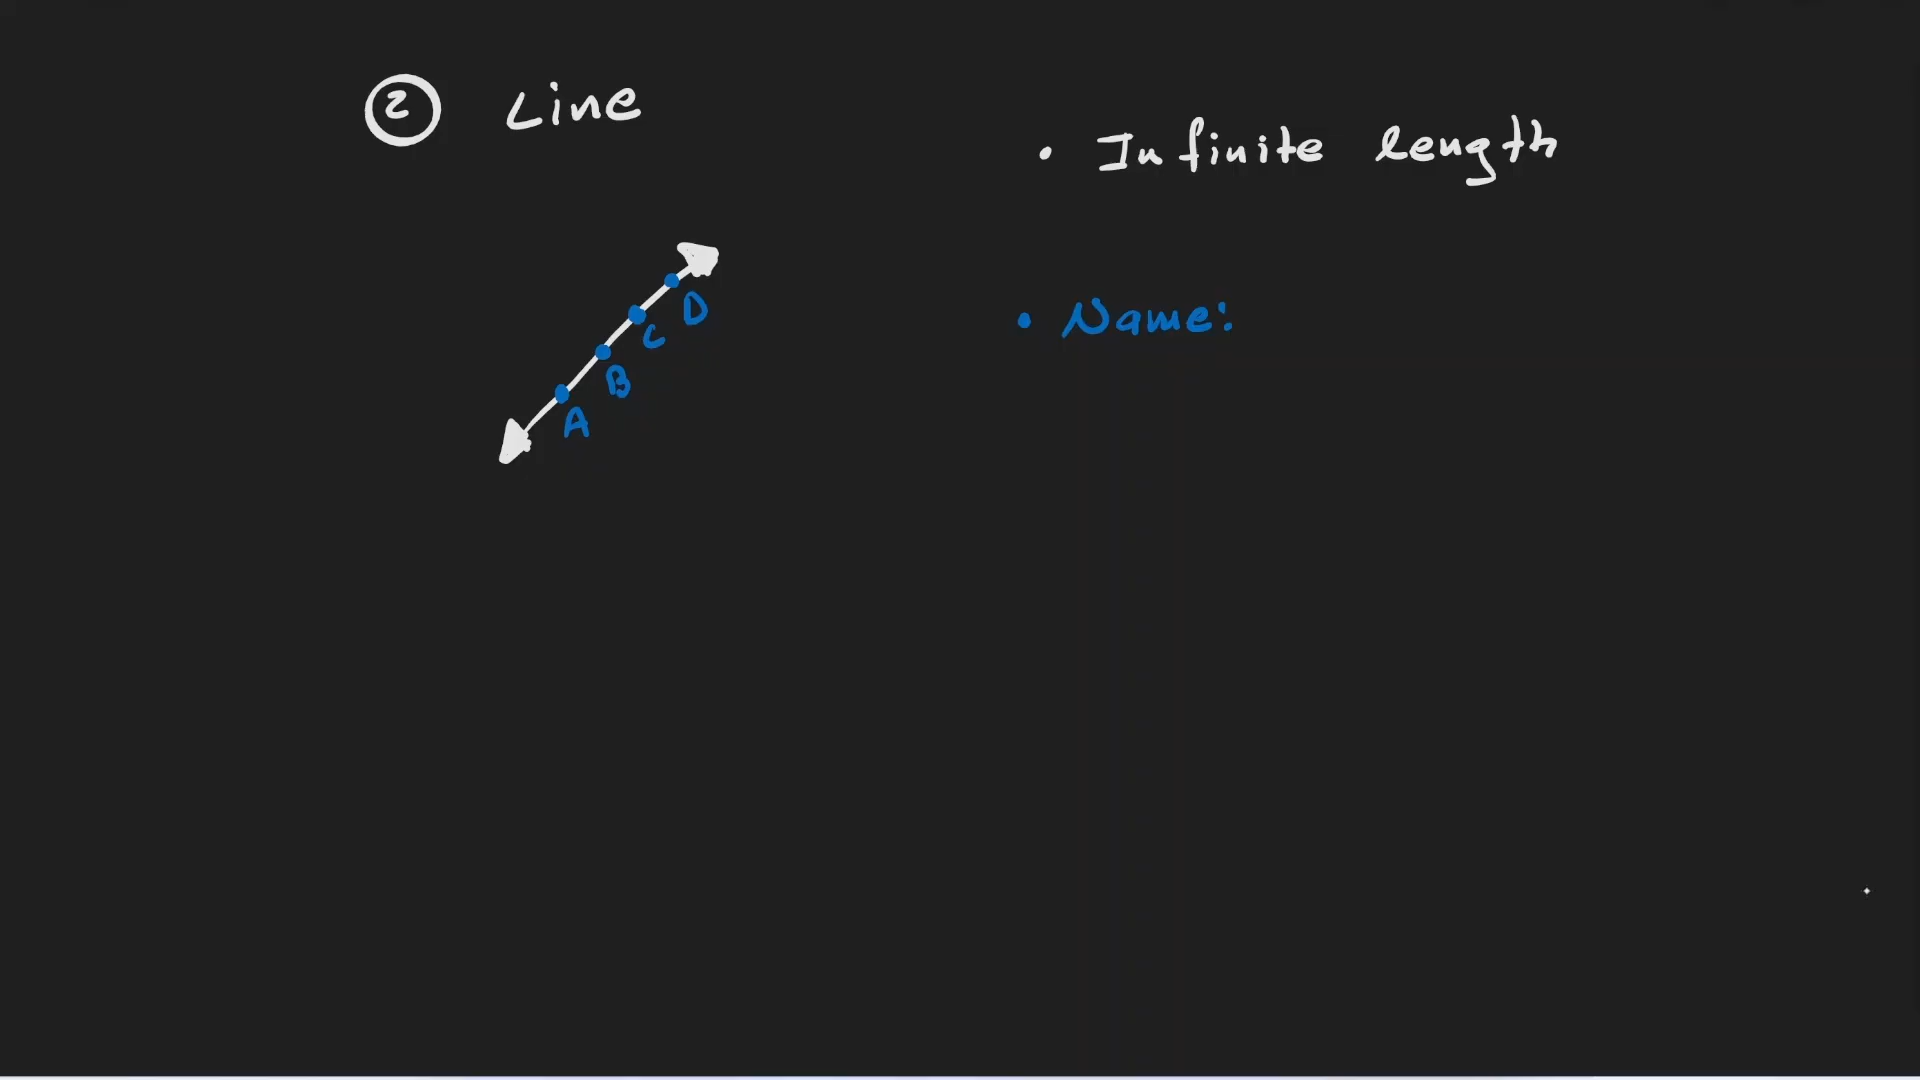 ② Line
• Infinite length
D
C
• Name:
B
A